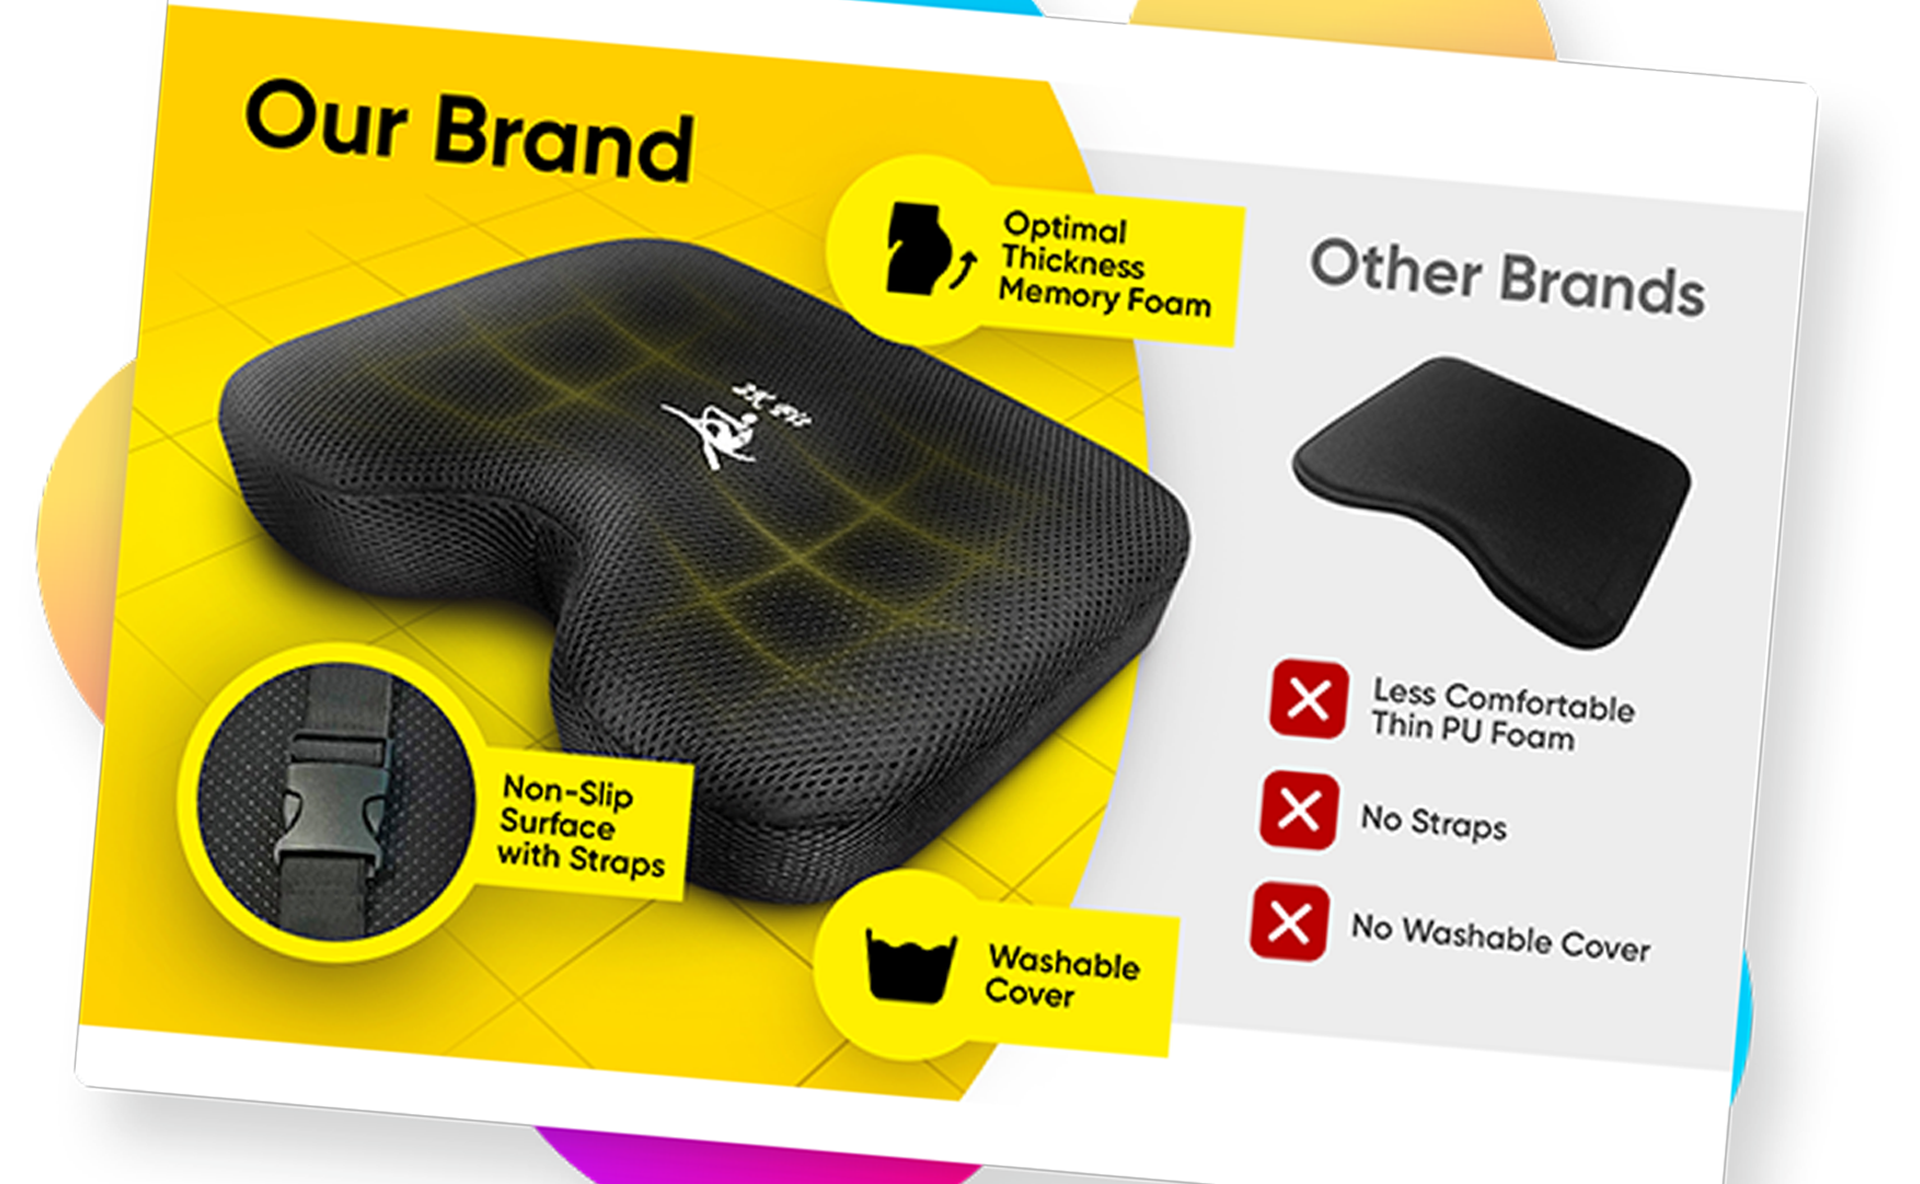 Our Brand
Optimal
Thickness
Memory Foam
Non-Slip
Surface
with Straps
Washable
Cover
Other Brands
Less Comfortable
Thin PU Foam
No Straps
No Washable Cover